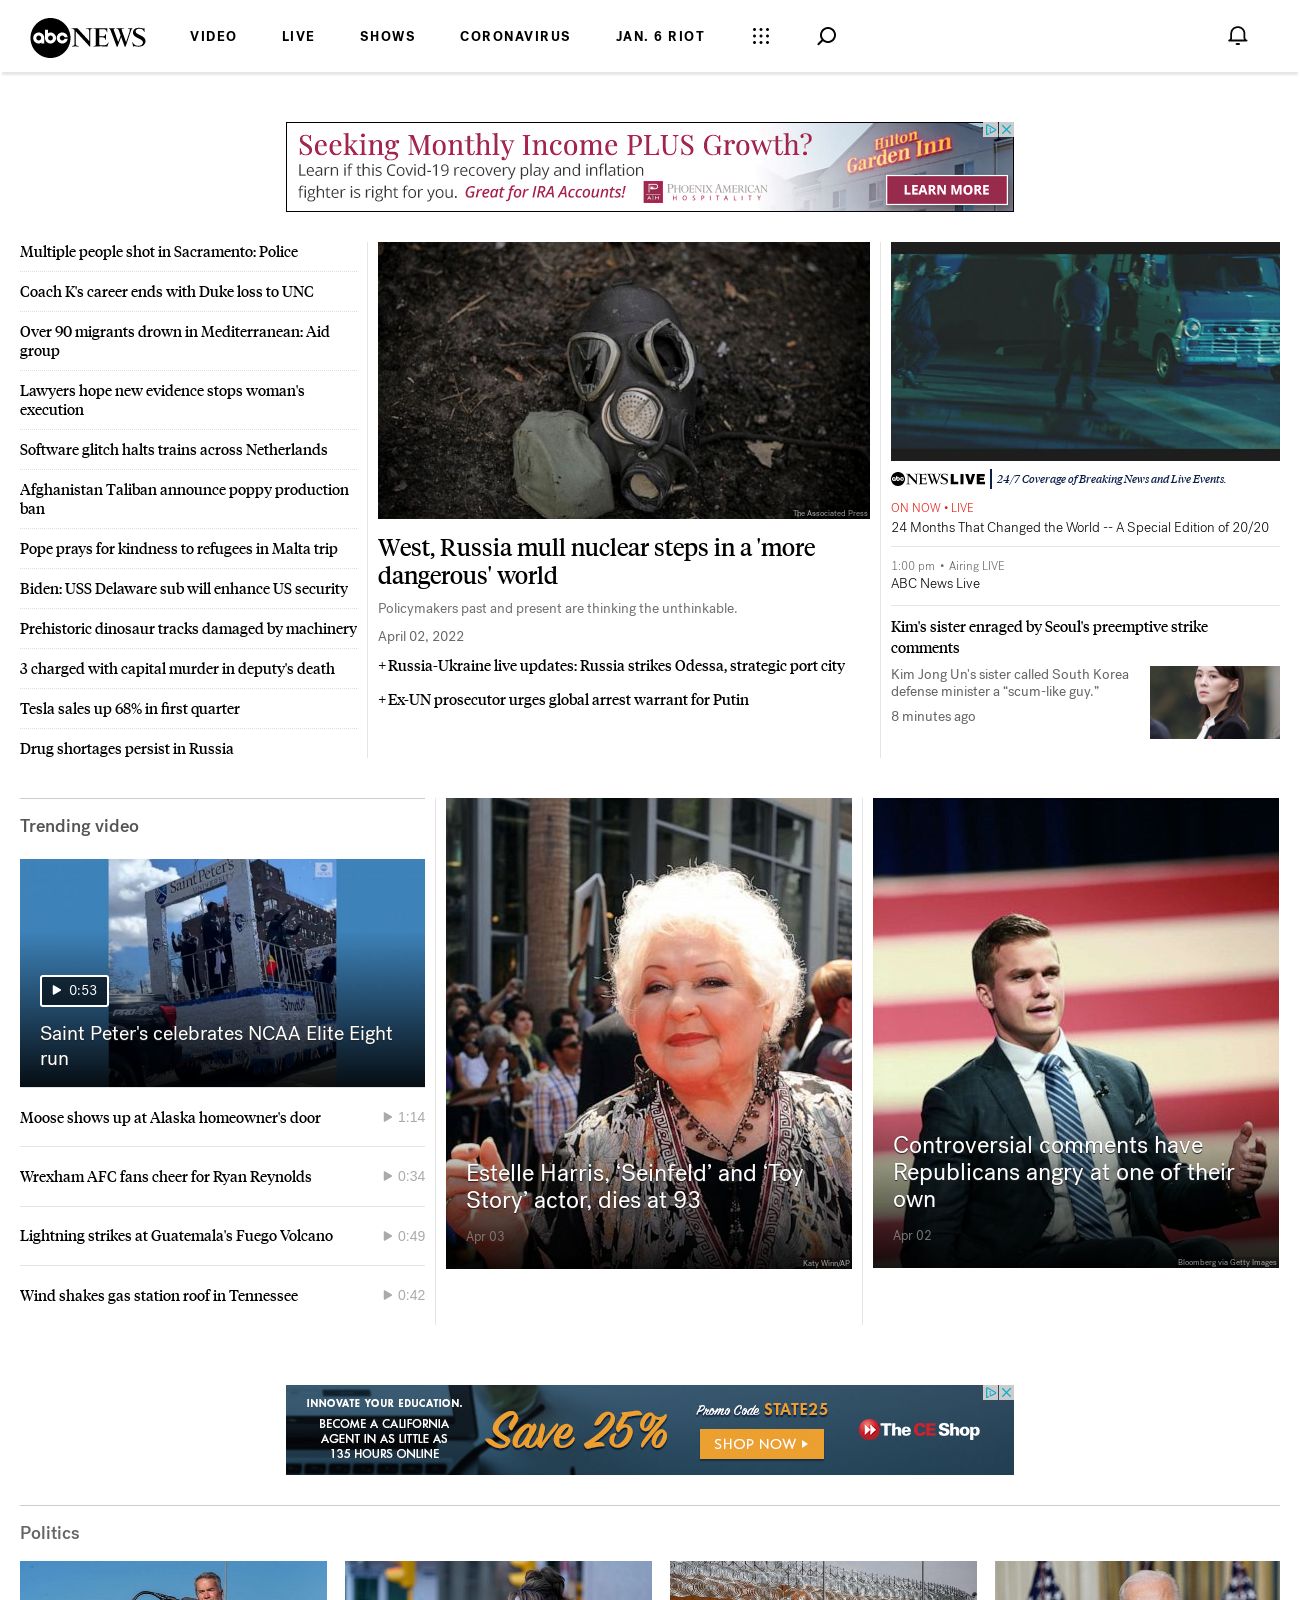 abc NEWS
VIDEO
LIVE
SHOWS
CORONAVIRUS
JAN. 6 RIOT
Seeking Monthly Income PLUS Growth?
Learn if this Covid-19 recovery play and inflation
fighter is right for you. Great for IRA Accounts!
PHOENIX AMERICAN
HOSPITALITY
Hilton
Garden Inn
LEARN MORE
Multiple people shot in Sacramento: Police
Coach K's career ends with Duke loss to UNC
Over 90 migrants drown in Mediterranean: Aid
group
Lawyers hope new evidence stops woman's
execution
Software glitch halts trains across Netherlands
Afghanistan Taliban announce poppy production
ban
Pope prays for kindness to refugees in Malta trip
Biden: USS Delaware sub will enhance US security
Prehistoric dinosaur tracks damaged by machinery
3 charged with capital murder in deputy's death
Tesla sales up 68% in first quarter
Drug shortages persist in Russia
The Associated Press
West, Russia mull nuclear steps in a 'more
dangerous' world
Policymakers past and present are thinking the unthinkable.
April 02, 2022
+ Russia-Ukraine live updates: Russia strikes Odessa, strategic port city
+ Ex-UN prosecutor urges global arrest warrant for Putin
abc NEWS LIVE | 24/7 Coverage of Breaking News and Live Events.
ON NOW • LIVE
24 Months That Changed the World -- A Special Edition of 20/20
1:00 pm • Airing LIVE
ABC News Live
Kim's sister enraged by Seoul's preemptive strike
comments
Kim Jong Un's sister called South Korea
defense minister a “scum-like guy.”
8 minutes ago
Trending video
Saint Peter's
UNIVERSITY
0:53
Saint Peter's celebrates NCAA Elite Eight
run
Moose shows up at Alaska homeowner's door 1:14
Wrexham AFC fans cheer for Ryan Reynolds 0:34
Lightning strikes at Guatemala's Fuego Volcano 0:49
Wind shakes gas station roof in Tennessee 0:42
Estelle Harris, ‘Seinfeld’ and ‘Toy
Story’ actor, dies at 93
Apr 03
Katy Winn/AP
Controversial comments have
Republicans angry at one of their
own
Apr 02
Bloomberg via Getty Images
INNOVATE YOUR EDUCATION.
BECOME A CALIFORNIA
AGENT IN AS LITTLE AS
135 HOURS ONLINE
Save 25%
Promo Code STATE25
SHOP NOW
The CE Shop
Politics